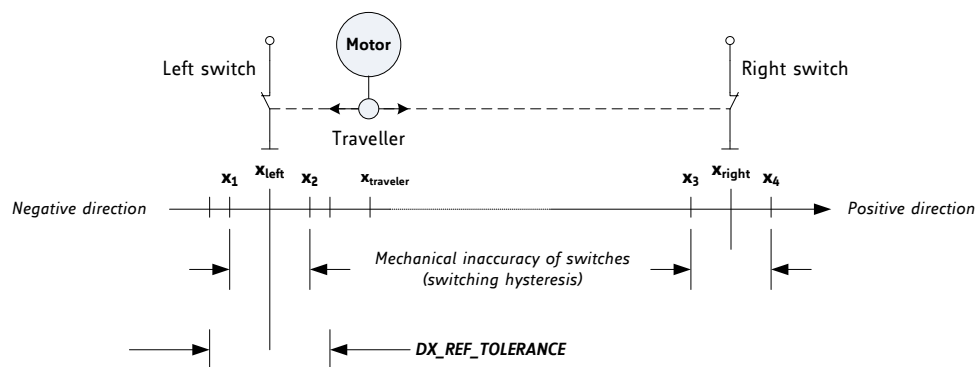 Motor
Left switch
Right switch
Traveller
x1
xleft
x2
xtraveler
x3
xright
x4
Negative direction
Positive direction
Mechanical inaccuracy of switches
(switching hysteresis)
DX_REF_TOLERANCE